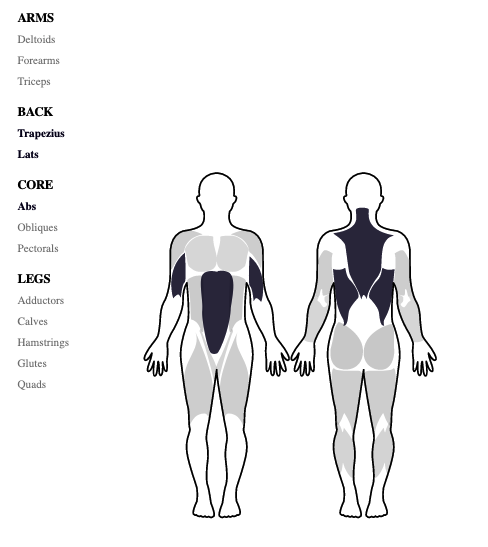 ARMS
Deltoids
Forearms
Triceps
BACK
Trapezius
Lats
CORE
Abs
Obliques
Pectorals
LEGS
Adductors
Calves
Hamstrings
Glutes
Quads